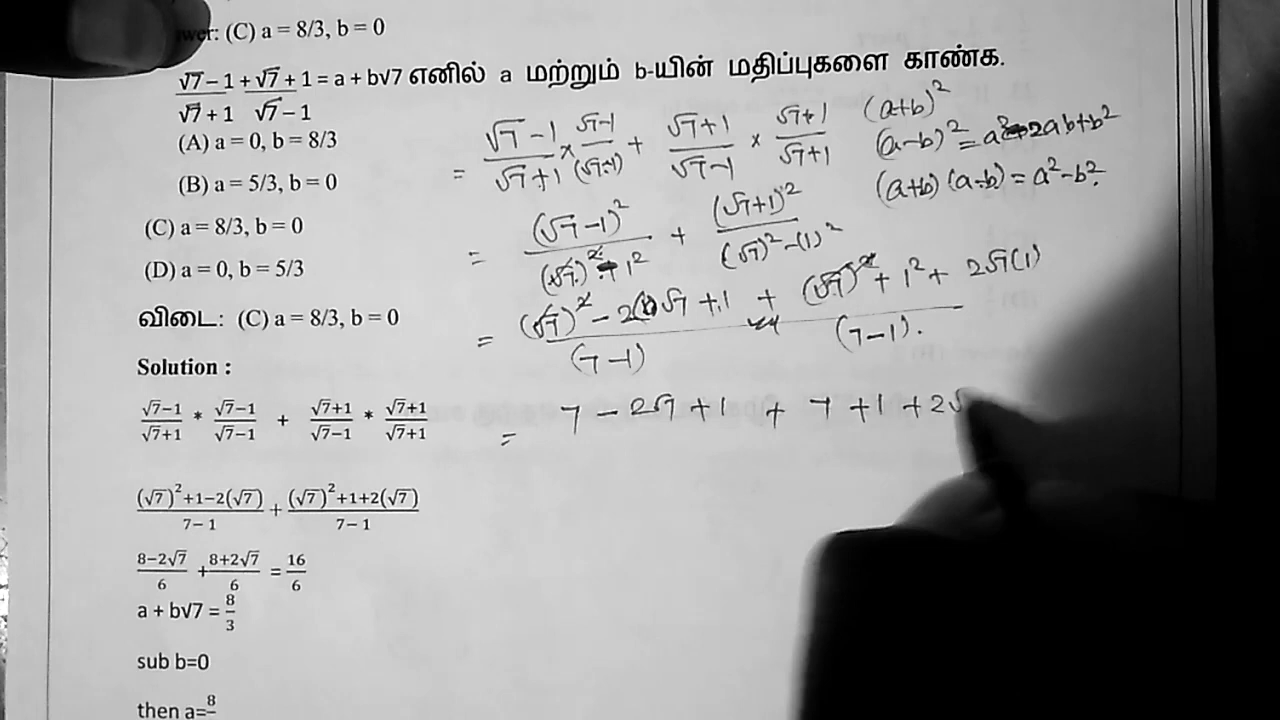 wer: (C) a = 8/3, b = 0
√7 – 1 + √7 + 1 = a + b√7 எனில் a மற்றும் b-யின் மதிப்புகளை காண்க.
√7 + 1 √7 – 1
(A) a = 0, b = 8/3
(B) a = 5/3, b = 0
(C) a = 8/3, b = 0
(D) a = 0, b = 5/3
விடை: (C) a = 8/3, b = 0
Solution :
√7−1/√7+1 * √7−1/√7−1 + √7+1/√7−1 * √7+1/√7+1
(√7)²+1−2(√7)/7−1 + (√7)²+1+2(√7)/7−1
8−2√7/6 + 8+2√7/6 = 16/6
a + b√7 = 8/3
sub b=0
then a=8
= √7−1/√7+1 × √7−1/(√7−1) + √7+1/√7−1 × √7+1/√7+1
(a+b)²
(a−b)² = a²−2ab+b²
(a+b)(a−b) = a²−b².
= (√7−1)²/(√7)²−1² + (√7+1)²/(√7)²−(1)²
= (√7)²−2(1)√7+1/(7−1) + (√7)²+1²+2√7(1)/(7−1).
= 7−2√7+1 + 7+1+2√